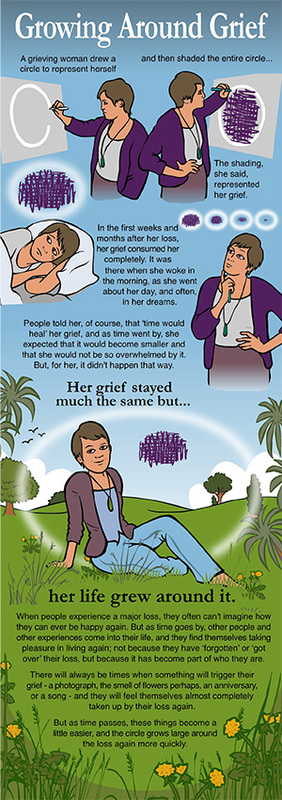 Growing Around Grief
A grieving woman drew a
circle to represent herself
and then shaded the entire circle...
The shading,
she said,
represented
her grief.
In the first weeks and
months after her loss,
her grief consumed her
completely. It was
there when she woke in
the morning, as she went
about her day, and often,
in her dreams.
People told her, of course, that 'time would
heal' her grief, and as time went by, she
expected that it would become smaller and
that she would not be so overwhelmed by it.
But, for her, it didn't happen that way.
Her grief stayed
much the same but...
her life grew around it.
When people experience a major loss, they often can't imagine how
they can ever be happy again. But as time goes by, other people and
other experiences come into their life, and they find themselves taking
pleasure in living again; not because they have 'forgotten' or 'got
over' their loss, but because it has become part of who they are.
There will always be times when something will trigger their
grief - a photograph, the smell of flowers perhaps, an anniversary,
or a song - and they will feel themselves almost completely
taken up by their loss again.
But as time passes, these things become a
little easier, and the circle grows large around
the loss again more quickly.